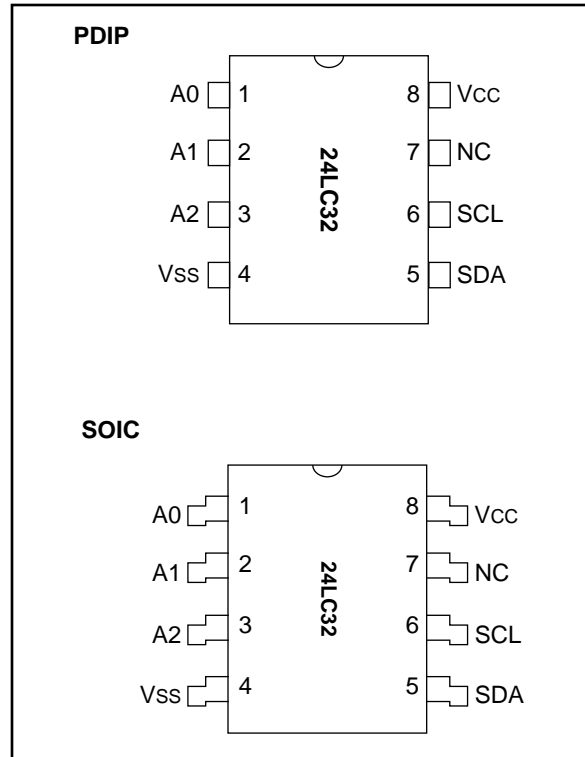 PDIP
A0 1 8 VCC
A1 2 7 NC
24LC32
A2 3 6 SCL
VSS 4 5 SDA
SOIC
A0 1 8 VCC
A1 2 7 NC
24LC32
A2 3 6 SCL
VSS 4 5 SDA